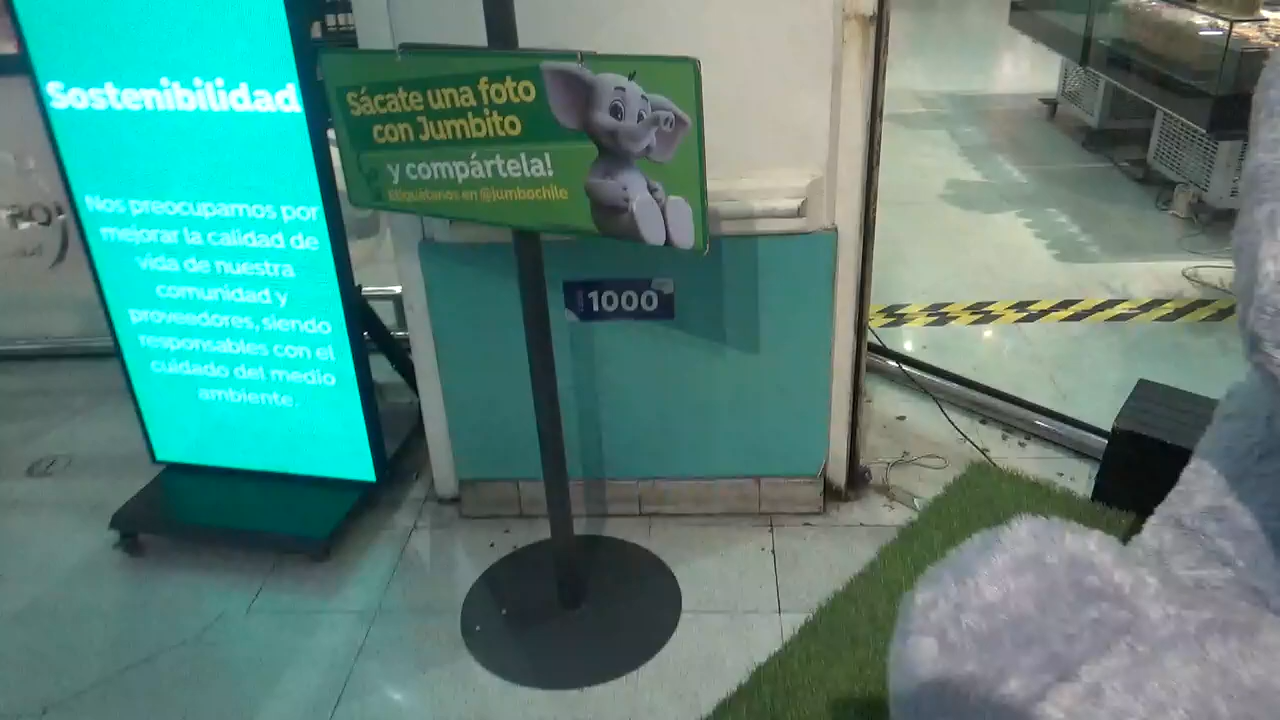 Sostenibilidad
Nos preocupamos por
mejorar la calidad de
vida de nuestra
comunidad y
proveedores, siendo
responsables con el
cuidado del medio
ambiente.
Sácate una foto
con Jumbito
y compártela!
Etiquétanos en @jumbochile
1000